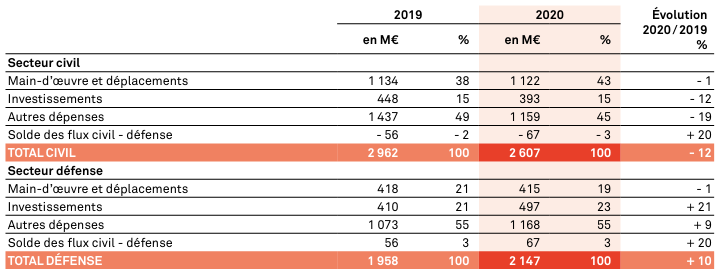 2019 2020 Évolution
2020 / 2019
en M€ % en M€ % %
Secteur civil
Main-d'œuvre et déplacements 1 134 38 1 122 43 - 1
Investissements 448 15 393 15 - 12
Autres dépenses 1 437 49 1 159 45 - 19
Solde des flux civil - défense - 56 - 2 - 67 - 3 + 20
TOTAL CIVIL 2 962 100 2 607 100 - 12
Secteur défense
Main-d'œuvre et déplacements 418 21 415 19 - 1
Investissements 410 21 497 23 + 21
Autres dépenses 1 073 55 1 168 55 + 9
Solde des flux civil - défense 56 3 67 3 + 20
TOTAL DÉFENSE 1 958 100 2 147 100 + 10